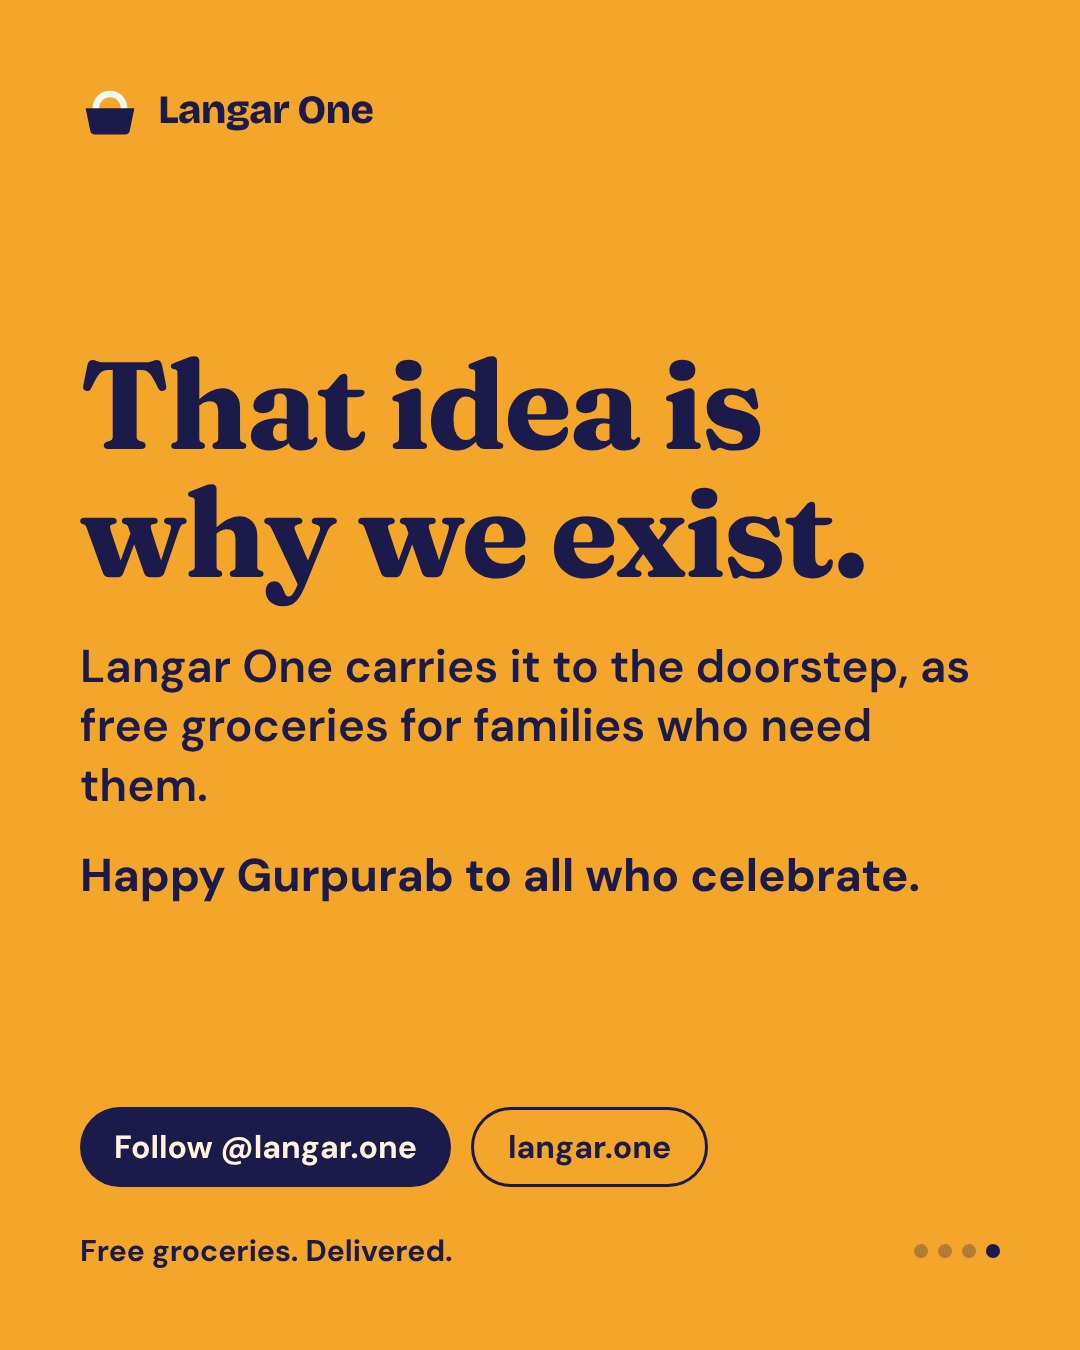 Langar One
That idea is
why we exist.
Langar One carries it to the doorstep, as
free groceries for families who need
them.
Happy Gurpurab to all who celebrate.
Follow @langar.one
langar.one
Free groceries. Delivered.